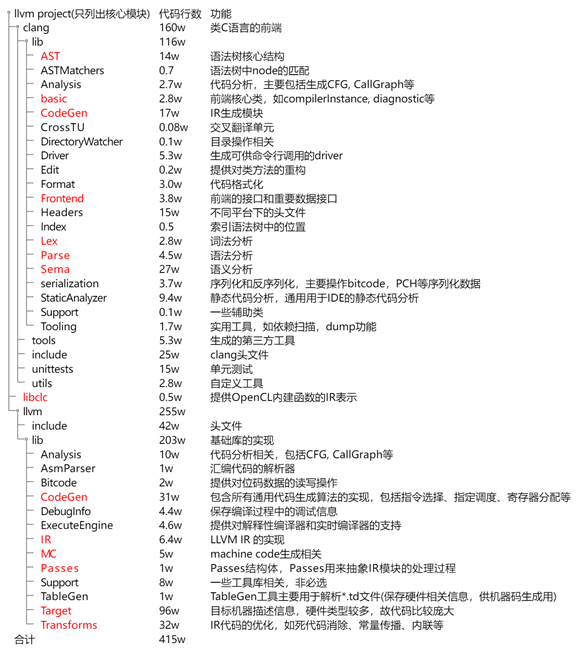 llvm project(只列出核心模块) 代码行数 功能
clang 160w 类C语言的前端
lib 116w
AST 14w 语法树核心结构
ASTMatchers 0.7 语法树中node的匹配
Analysis 2.7w 代码分析，主要包括生成CFG, CallGraph等
basic 2.8w 前端核心类，如compilerInstance, diagnostic等
CodeGen 17w IR生成模块
CrossTU 0.08w 交叉翻译单元
DirectoryWatcher 0.1w 目录操作相关
Driver 5.3w 生成可供命令行调用的driver
Edit 0.2w 提供对类方法的重构
Format 3.0w 代码格式化
Frontend 3.8w 前端的接口和重要数据接口
Headers 15w 不同平台下的头文件
Index 0.5 索引语法树中的位置
Lex 2.8w 词法分析
Parse 4.5w 语法分析
Sema 27w 语义分析
serialization 3.7w 序列化和反序列化，主要操作bitcode，PCH等序列化数据
StaticAnalyzer 9.4w 静态代码分析，通用用于IDE的静态代码分析
Support 0.1w 一些辅助类
Tooling 1.7w 实用工具，如依赖扫描，dump功能
tools 5.3w 生成的第三方工具
include 25w clang头文件
unittests 15w 单元测试
utils 2.8w 自定义工具
libclc 0.5w 提供OpenCL内建函数的IR表示
llvm 255w
include 42w 头文件
lib 203w 基础库的实现
Analysis 10w 代码分析相关，包括CFG, CallGraph等
AsmParser 1w 汇编代码的解析器
Bitcode 2w 提供对位码数据的读写操作
CodeGen 31w 包含所有通用代码生成算法的实现，包括指令选择、指定调度、寄存器分配等
DebugInfo 4.4w 保存编译过程中的调试信息
ExecuteEngine 4.6w 提供对解释性编译器和实时编译器的支持
IR 6.4w LLVM IR 的实现
MC 5w machine code生成相关
Passes 1w Passes结构体，Passes用来抽象IR模块的处理过程
Support 8w 一些工具库相关，非必选
TableGen 1w TableGen工具主要用于解析*.td文件(保存硬件相关信息，供机器码生成用)
Target 96w 目标机器描述信息，硬件类型较多，故代码比较庞大
Transforms 32w IR代码的优化，如死代码消除、常量传播、内联等
合计 415w